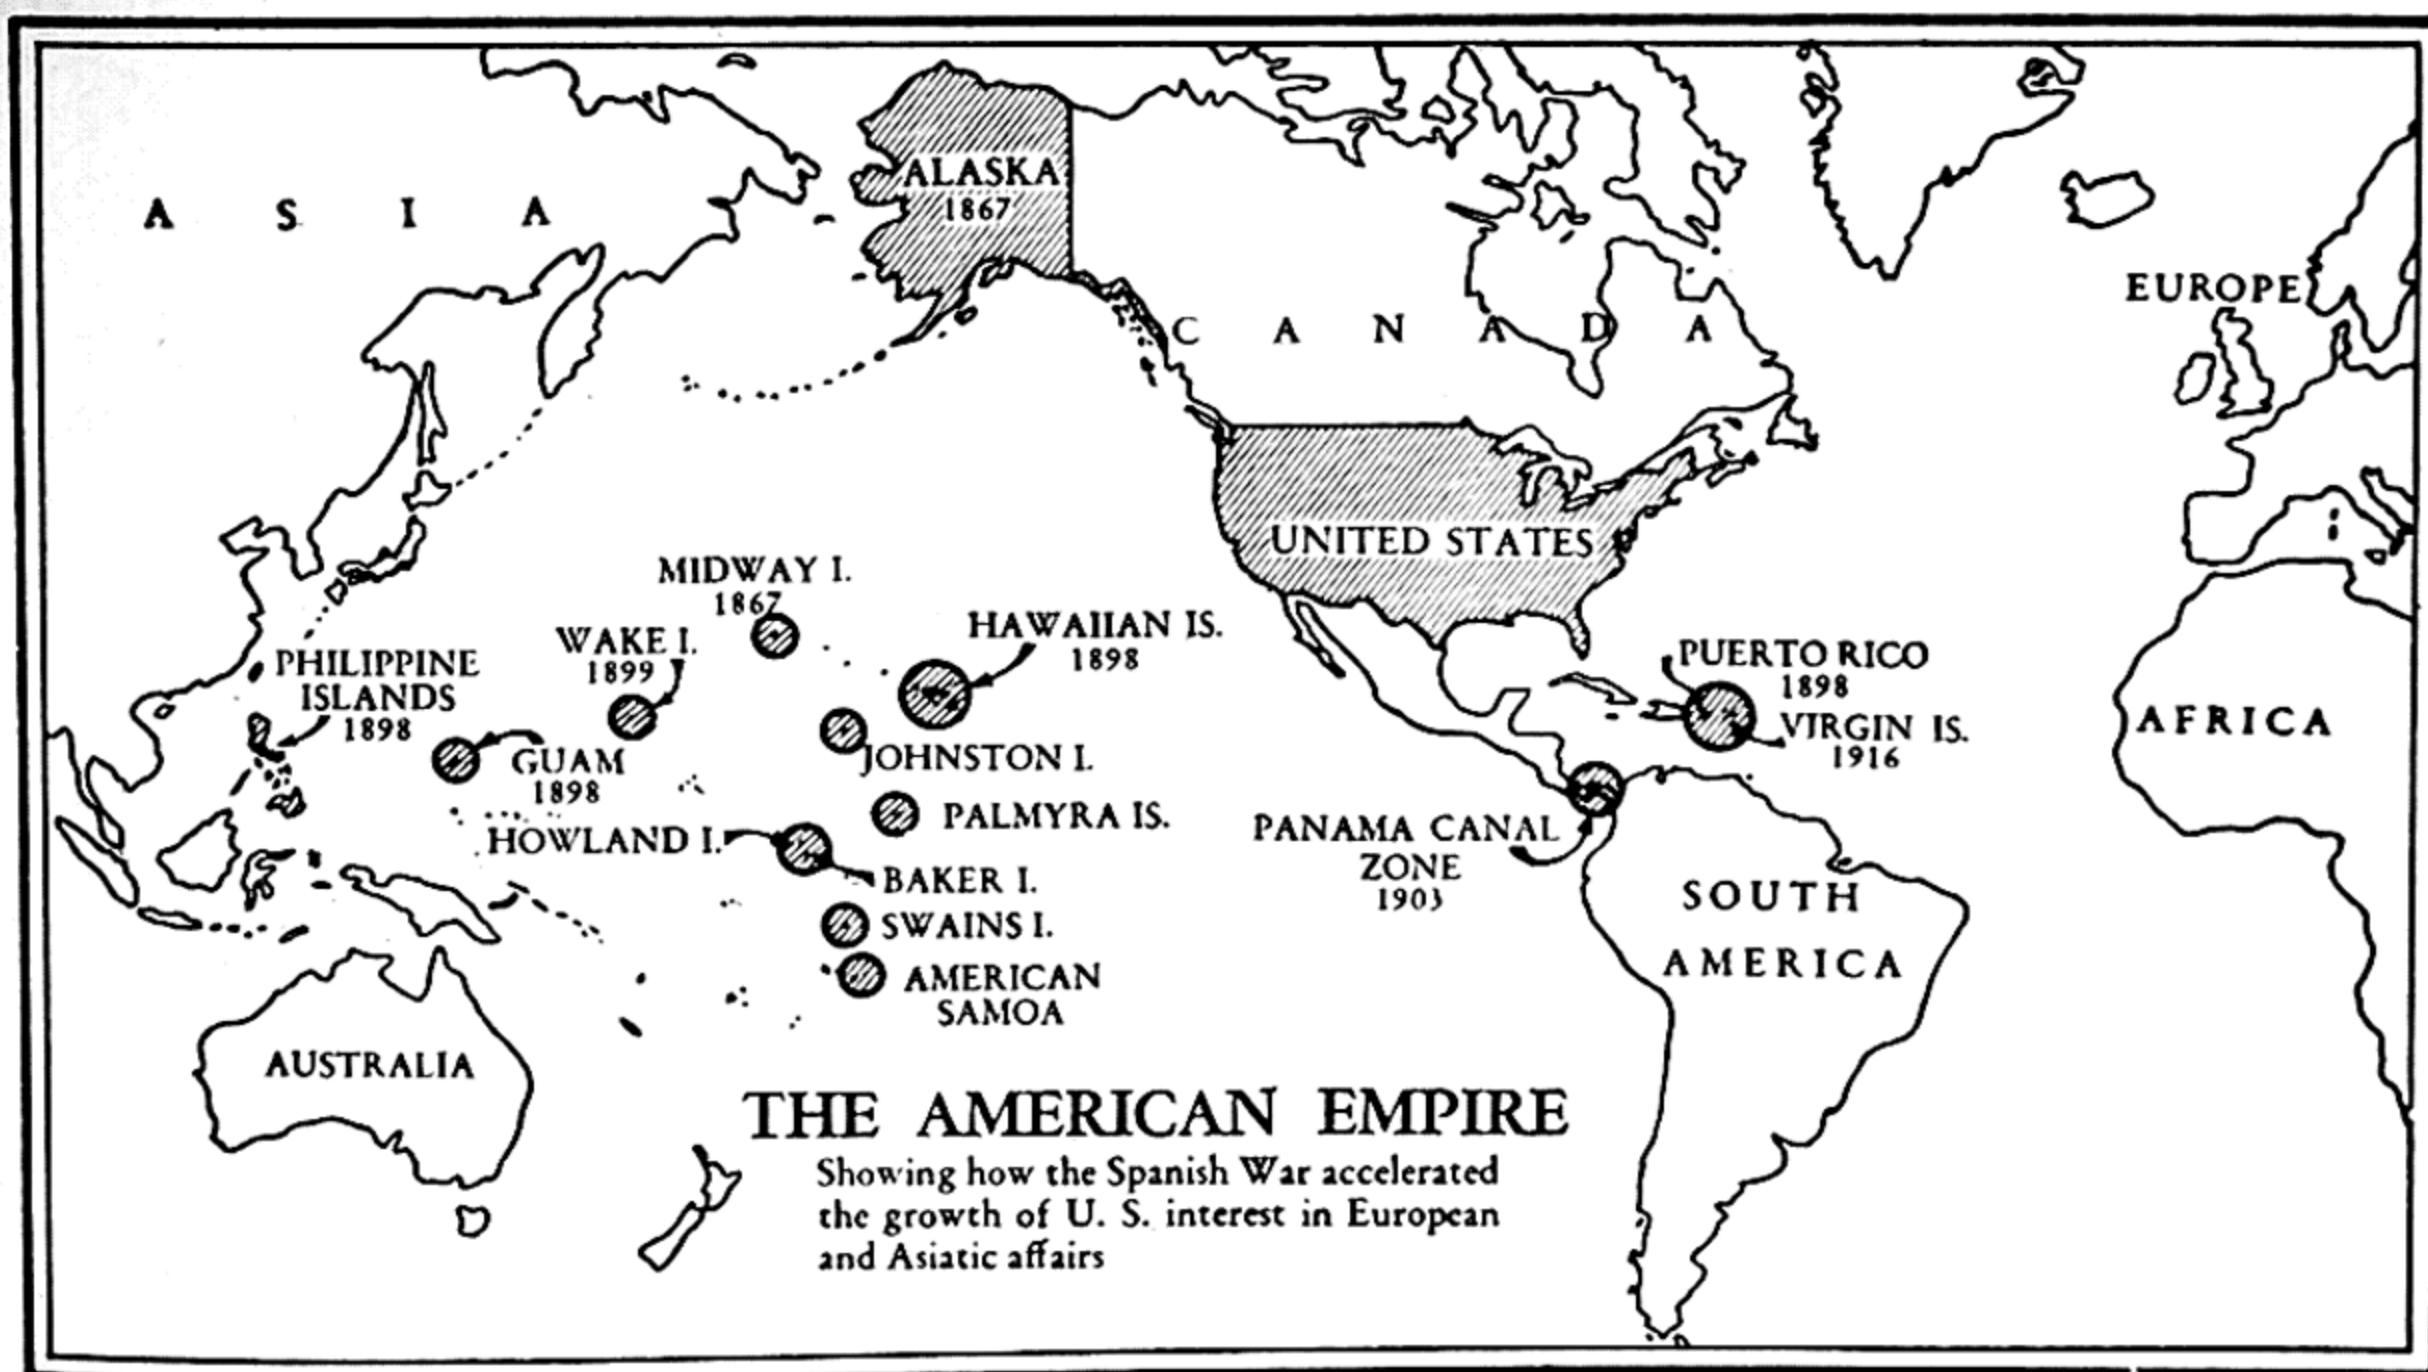 ALASKA
1867
A S I A
EUROPE
C A N A D A
UNITED STATES
MIDWAY I.
1867
HAWAIIAN IS.
1898
WAKE I.
1899
PHILIPPINE
ISLANDS
1898
GUAM
1898
JOHNSTON I.
PALMYRA IS.
HOWLAND I.
BAKER I.
SWAINS I.
AMERICAN
SAMOA
PUERTO RICO
1898
VIRGIN IS.
1916
AFRICA
PANAMA CANAL
ZONE
1903
SOUTH
AMERICA
AUSTRALIA
THE AMERICAN EMPIRE
Showing how the Spanish War accelerated
the growth of U. S. interest in European
and Asiatic affairs